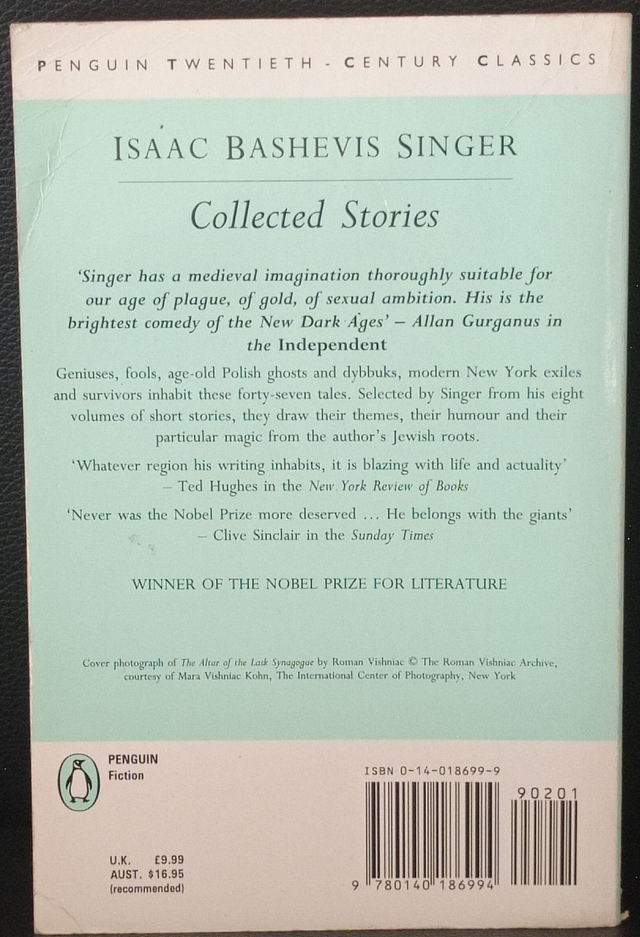 PENGUIN TWENTIETH - CENTURY CLASSICS
ISAAC BASHEVIS SINGER
Collected Stories
‘Singer has a medieval imagination thoroughly suitable for
our age of plague, of gold, of sexual ambition. His is the
brightest comedy of the New Dark Ages’ – Allan Gurganus in
the Independent
Geniuses, fools, age-old Polish ghosts and dybbuks, modern New York exiles
and survivors inhabit these forty-seven tales. Selected by Singer from his eight
volumes of short stories, they draw their themes, their humour and their
particular magic from the author’s Jewish roots.
‘Whatever region his writing inhabits, it is blazing with life and actuality’
– Ted Hughes in the New York Review of Books
‘Never was the Nobel Prize more deserved ... He belongs with the giants’
– Clive Sinclair in the Sunday Times
WINNER OF THE NOBEL PRIZE FOR LITERATURE
Cover photograph of The Altar of the Lask Synagogue by Roman Vishniac © The Roman Vishniac Archive,
courtesy of Mara Vishniac Kohn, The International Center of Photography, New York
PENGUIN
Fiction
U.K. £9.99
AUST. $16.95
(recommended)
ISBN 0-14-018699-9
90201
9 780140 186994